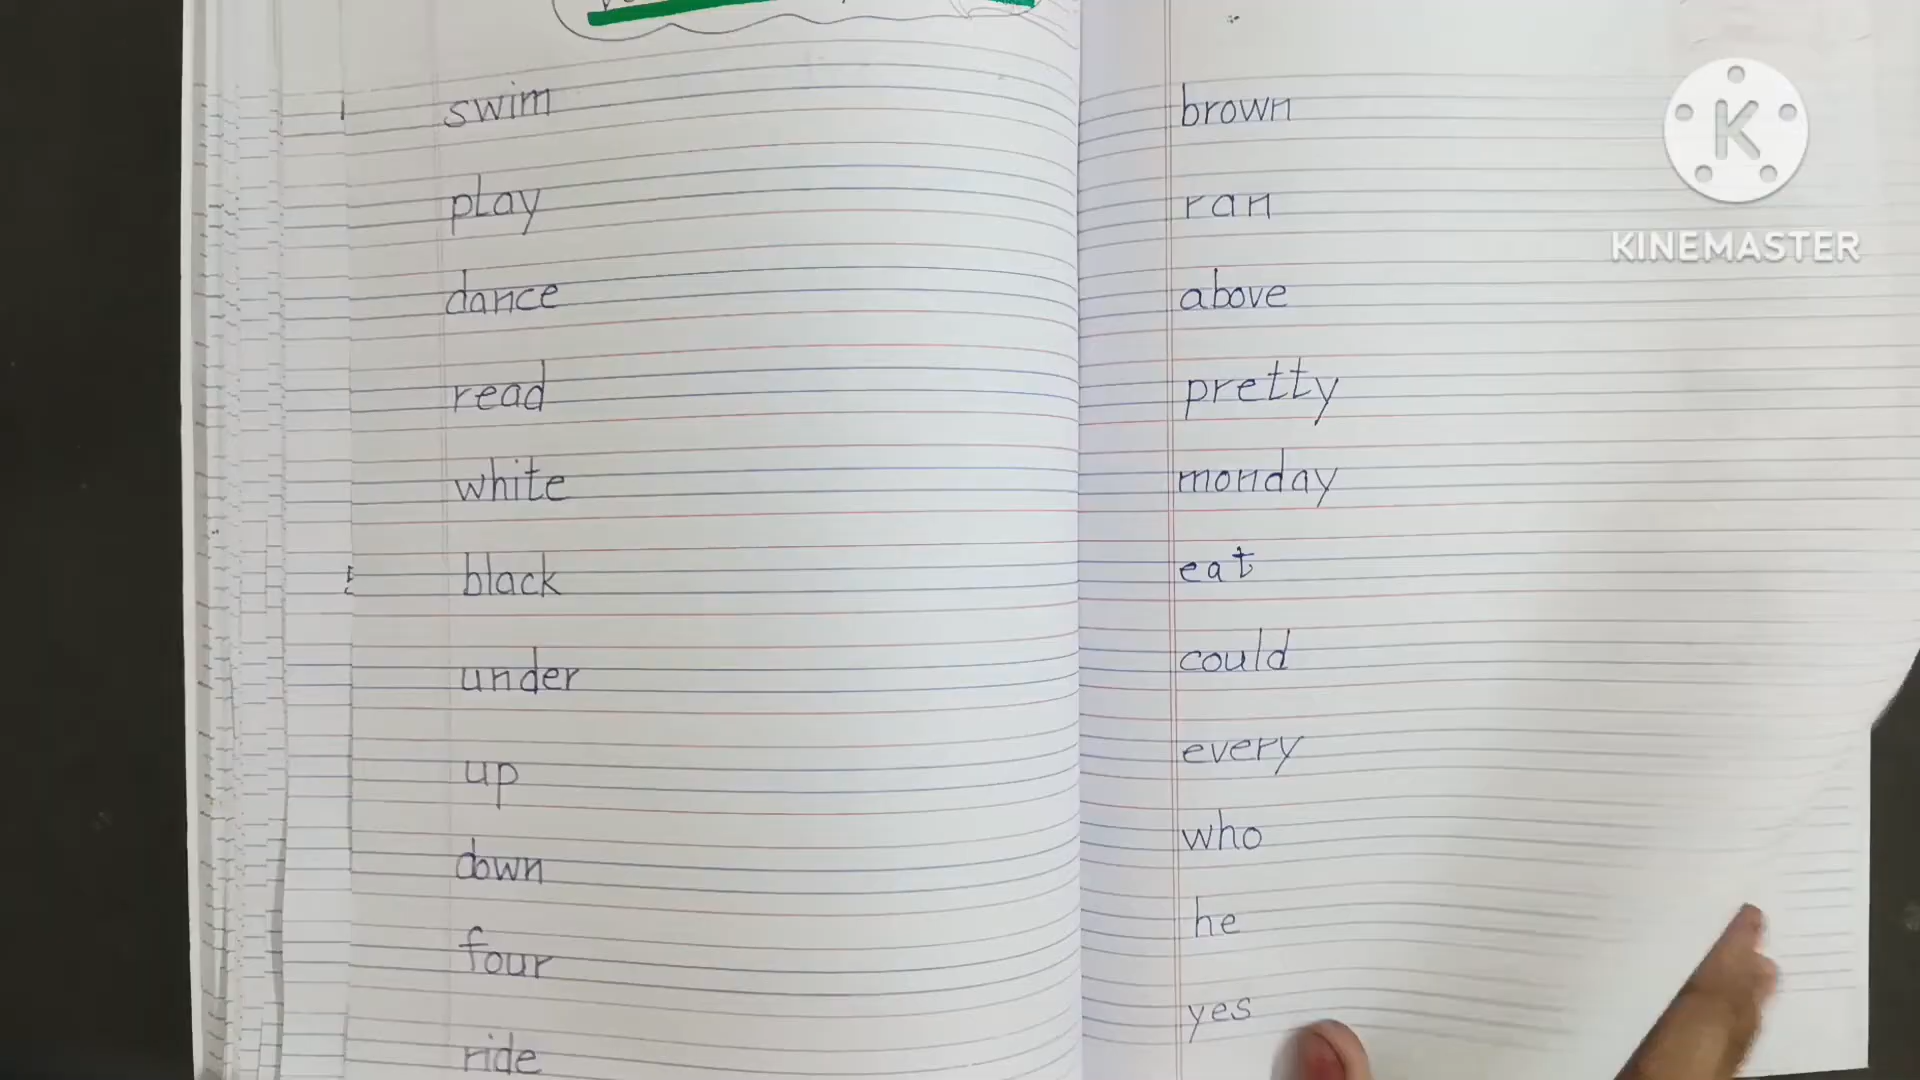 swim
play
dance
read
white
black
under
up
down
four
ride
brown
ran
above
pretty
monday
eat
could
every
who
he
yes
K
KINEMASTER